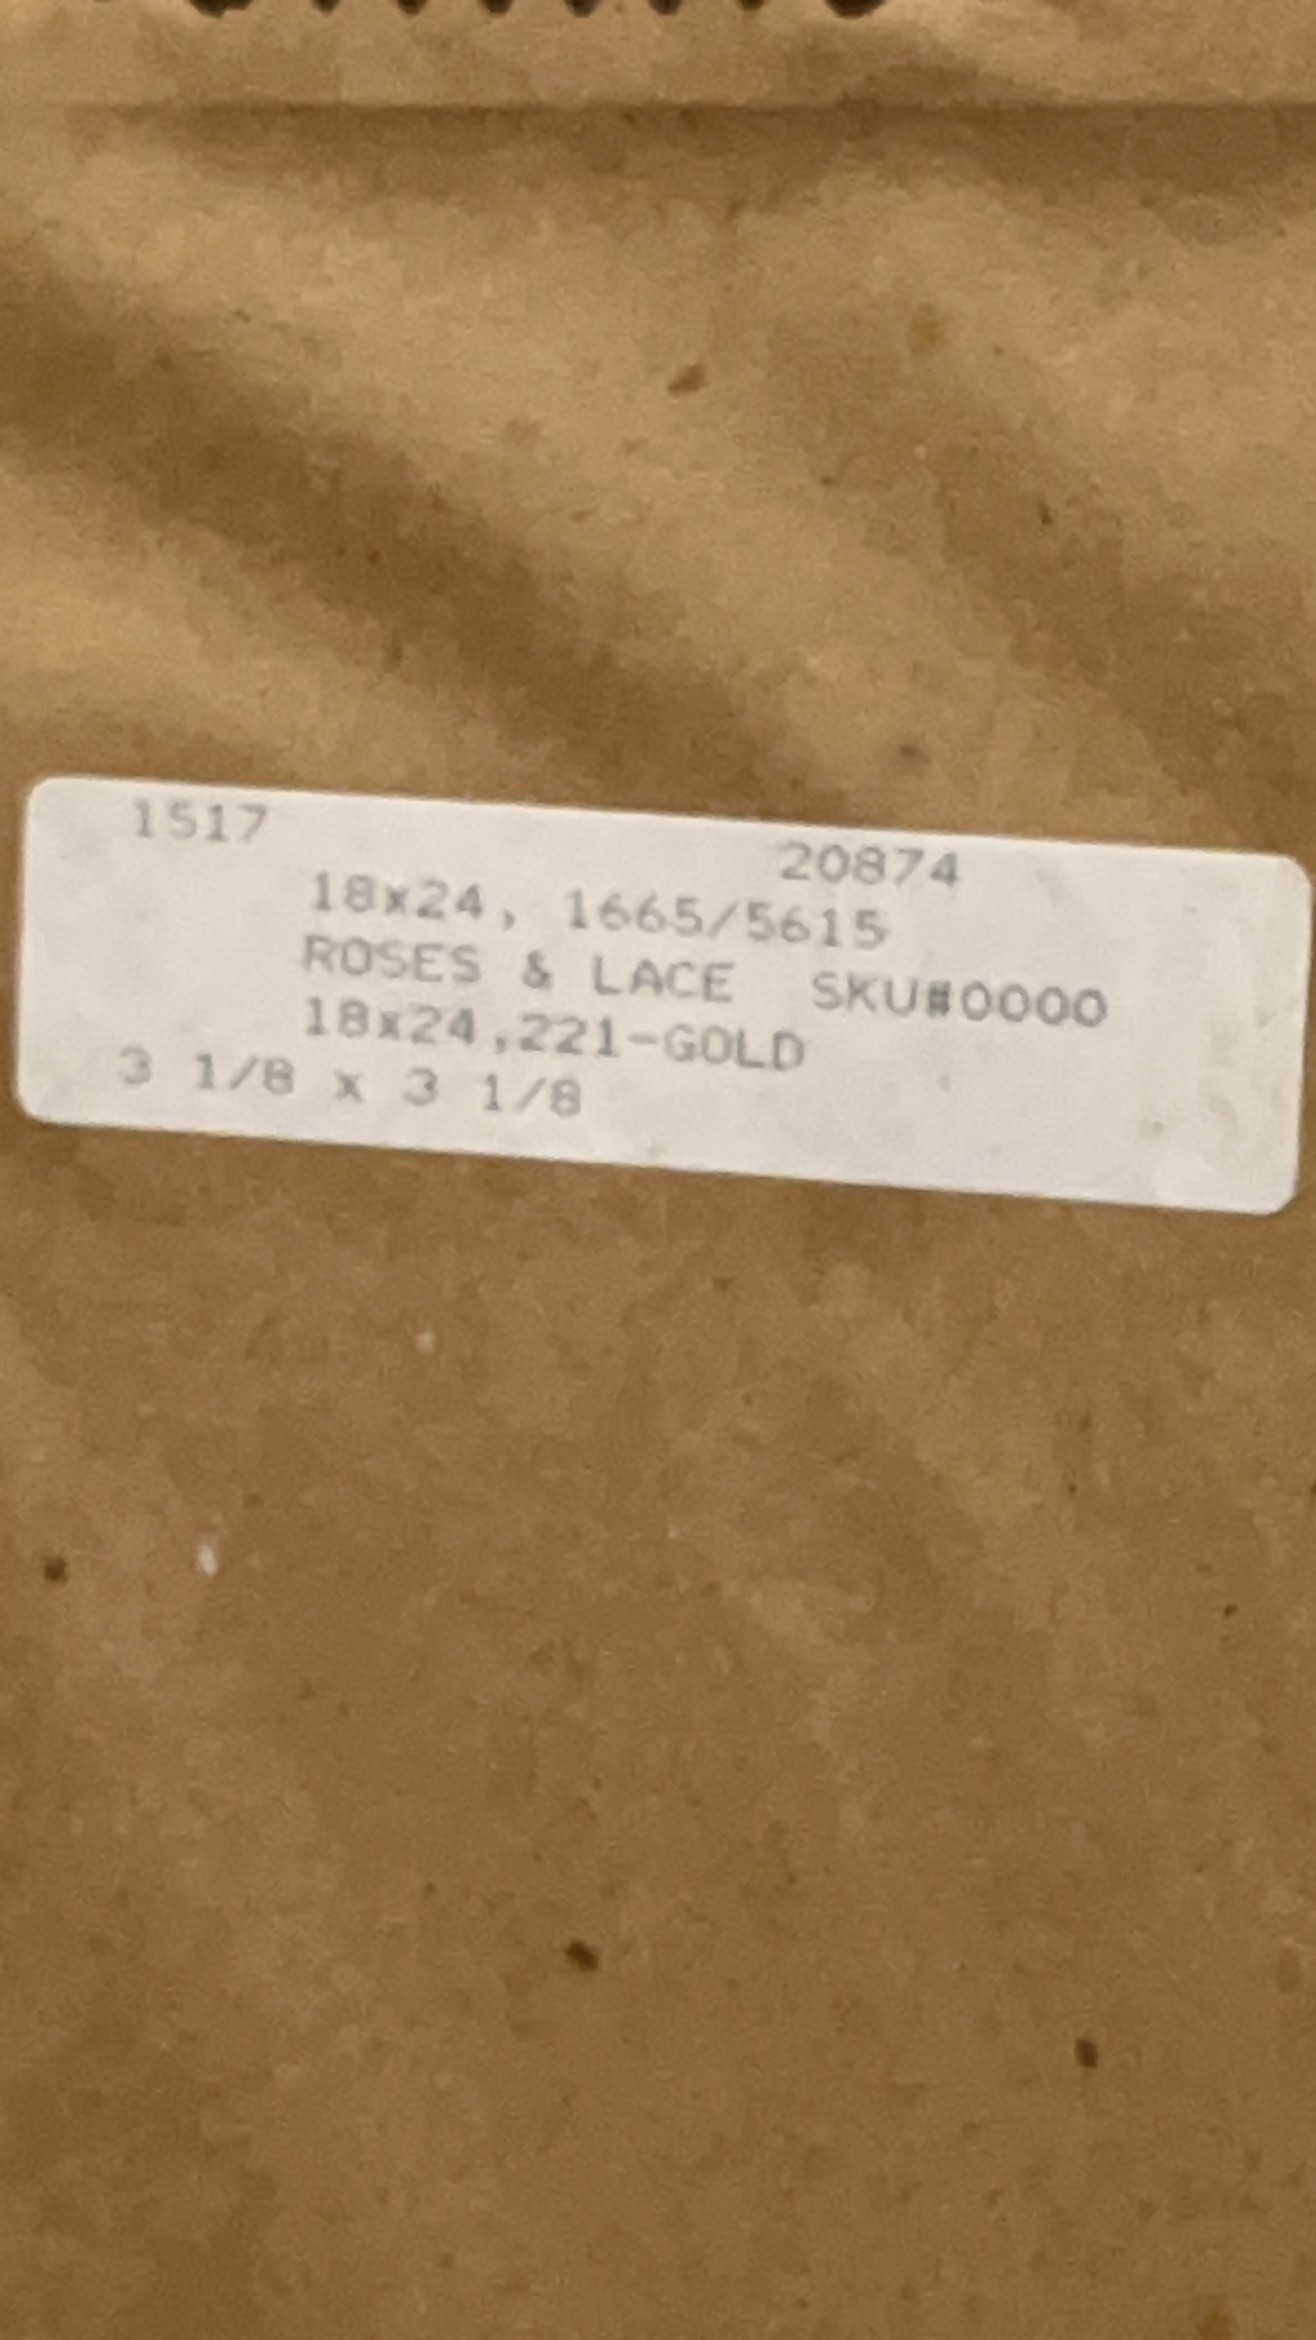 1517
20874
18x24, 1665/5615
ROSES & LACE SKU#0000
18x24,221-GOLD
3 1/8 x 3 1/8